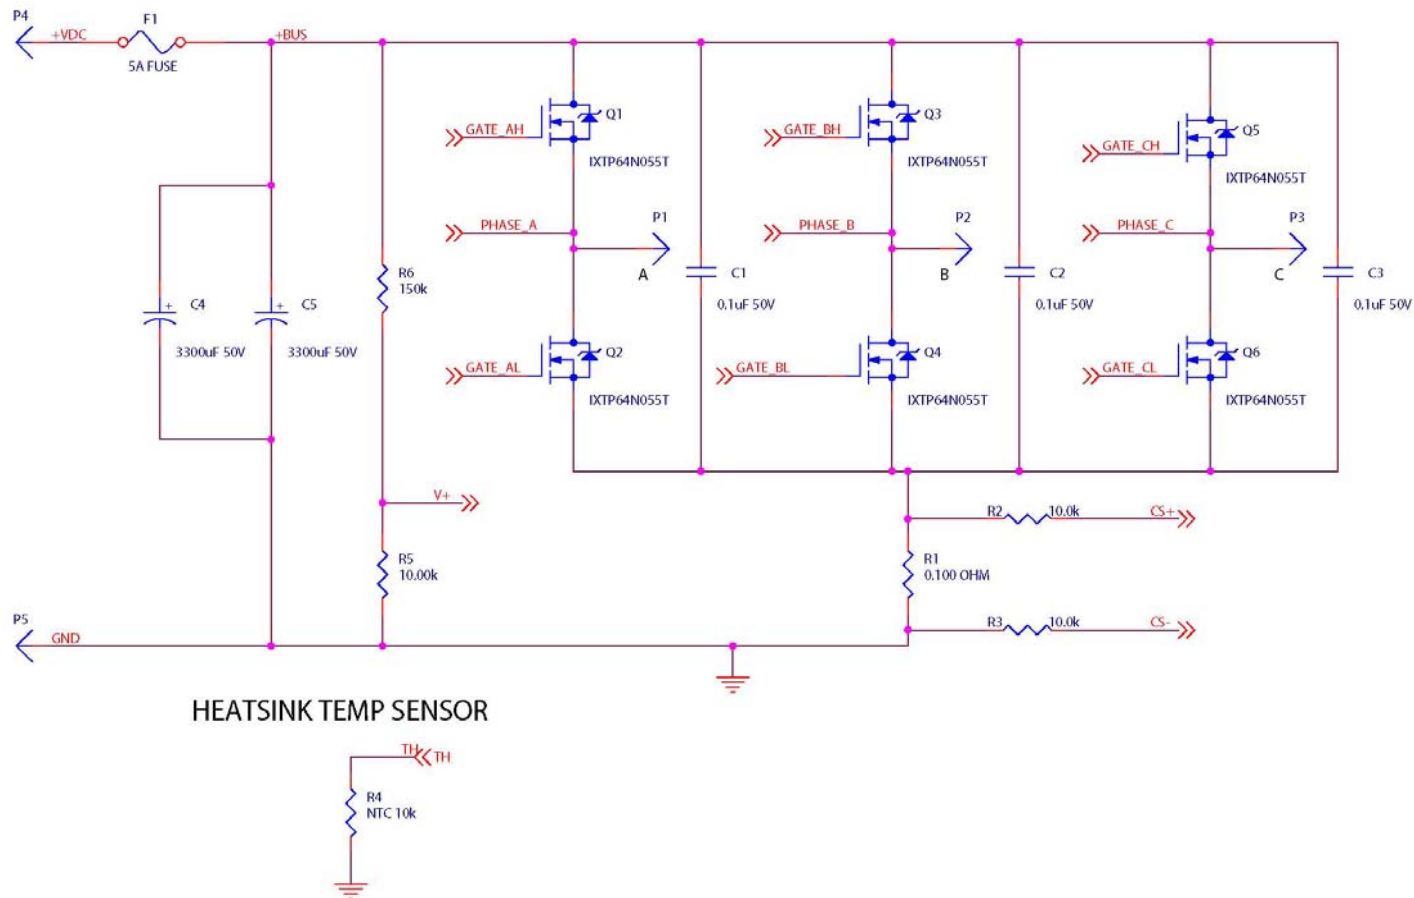 P4
+VDC
F1
5A FUSE
+BUS
GATE_AH
Q1
IXTP64N055T
GATE_BH
Q3
IXTP64N055T
GATE_CH
Q5
IXTP64N055T
PHASE_A
P1
A
PHASE_B
P2
B
PHASE_C
P3
C
R6
150k
C1
0.1uF 50V
C2
0.1uF 50V
C3
0.1uF 50V
+
C4
3300uF 50V
+
C5
3300uF 50V
GATE_AL
Q2
IXTP64N055T
GATE_BL
Q4
IXTP64N055T
GATE_CL
Q6
IXTP64N055T
V+
R2
10.0k
CS+
R5
10.00k
R1
0.100 OHM
P5
GND
R3
10.0k
CS-
HEATSINK TEMP SENSOR
TH
TH
R4
NTC 10k